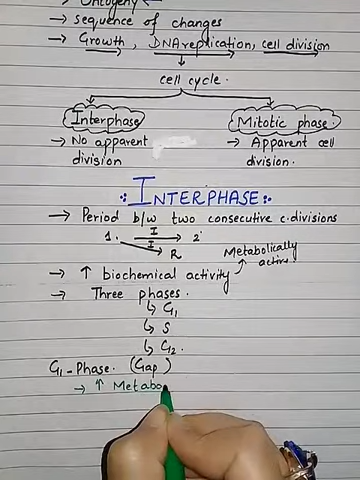 → Ontogeny
→ sequence of changes
→ Growth, DNA replication, cell division
cell cycle.
Interphase
Mitotic phase.
→ No apparent division
→ Apparent cell division.
: INTERPHASE :
→ Period b/w two consecutive c.divisions
1. I → 2°
I → R
Metabolically active.
→ ↑ biochemical activity
→ Three phases.
↳ G1
↳ S
↳ G2.
G1-Phase. (Gap)
→ ↑ Metabo